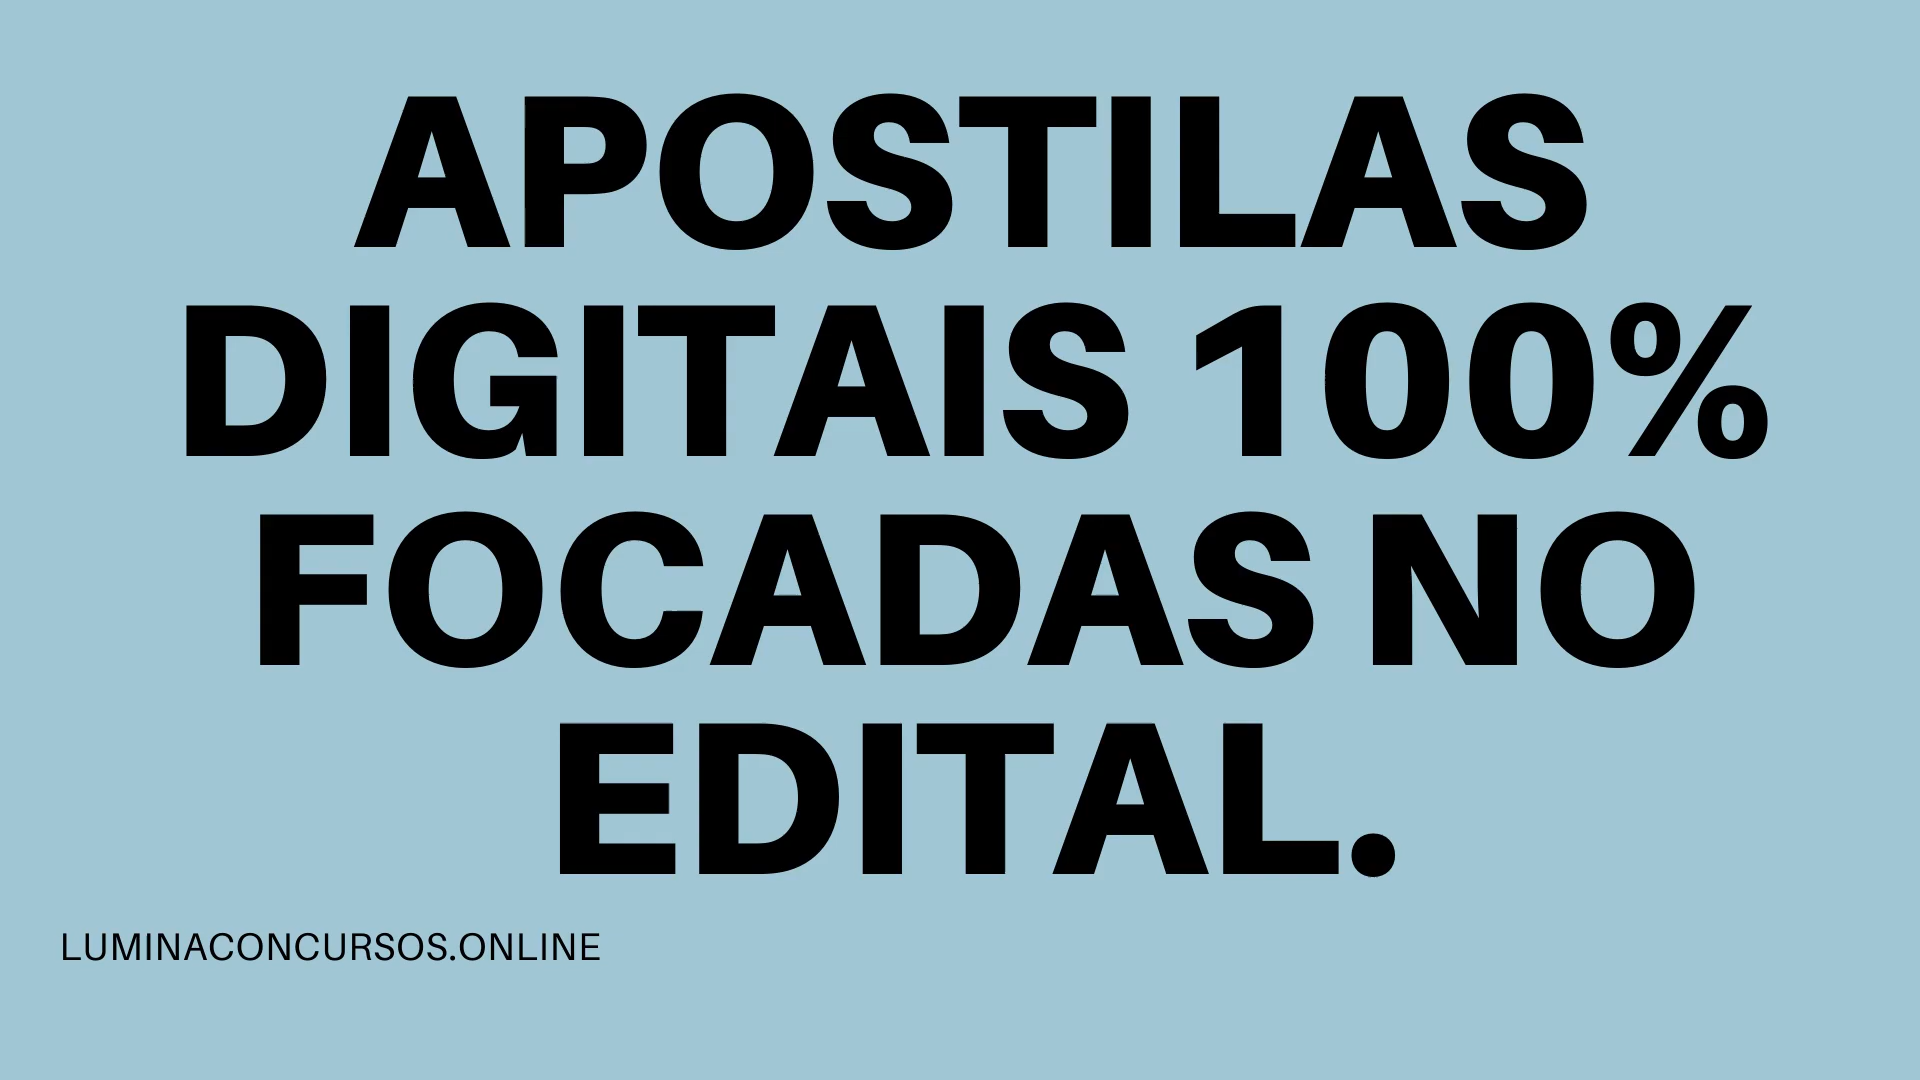 APOSTILAS
DIGITAIS 100%
FOCADAS NO
EDITAL.
LUMINACONCURSOS.ONLINE